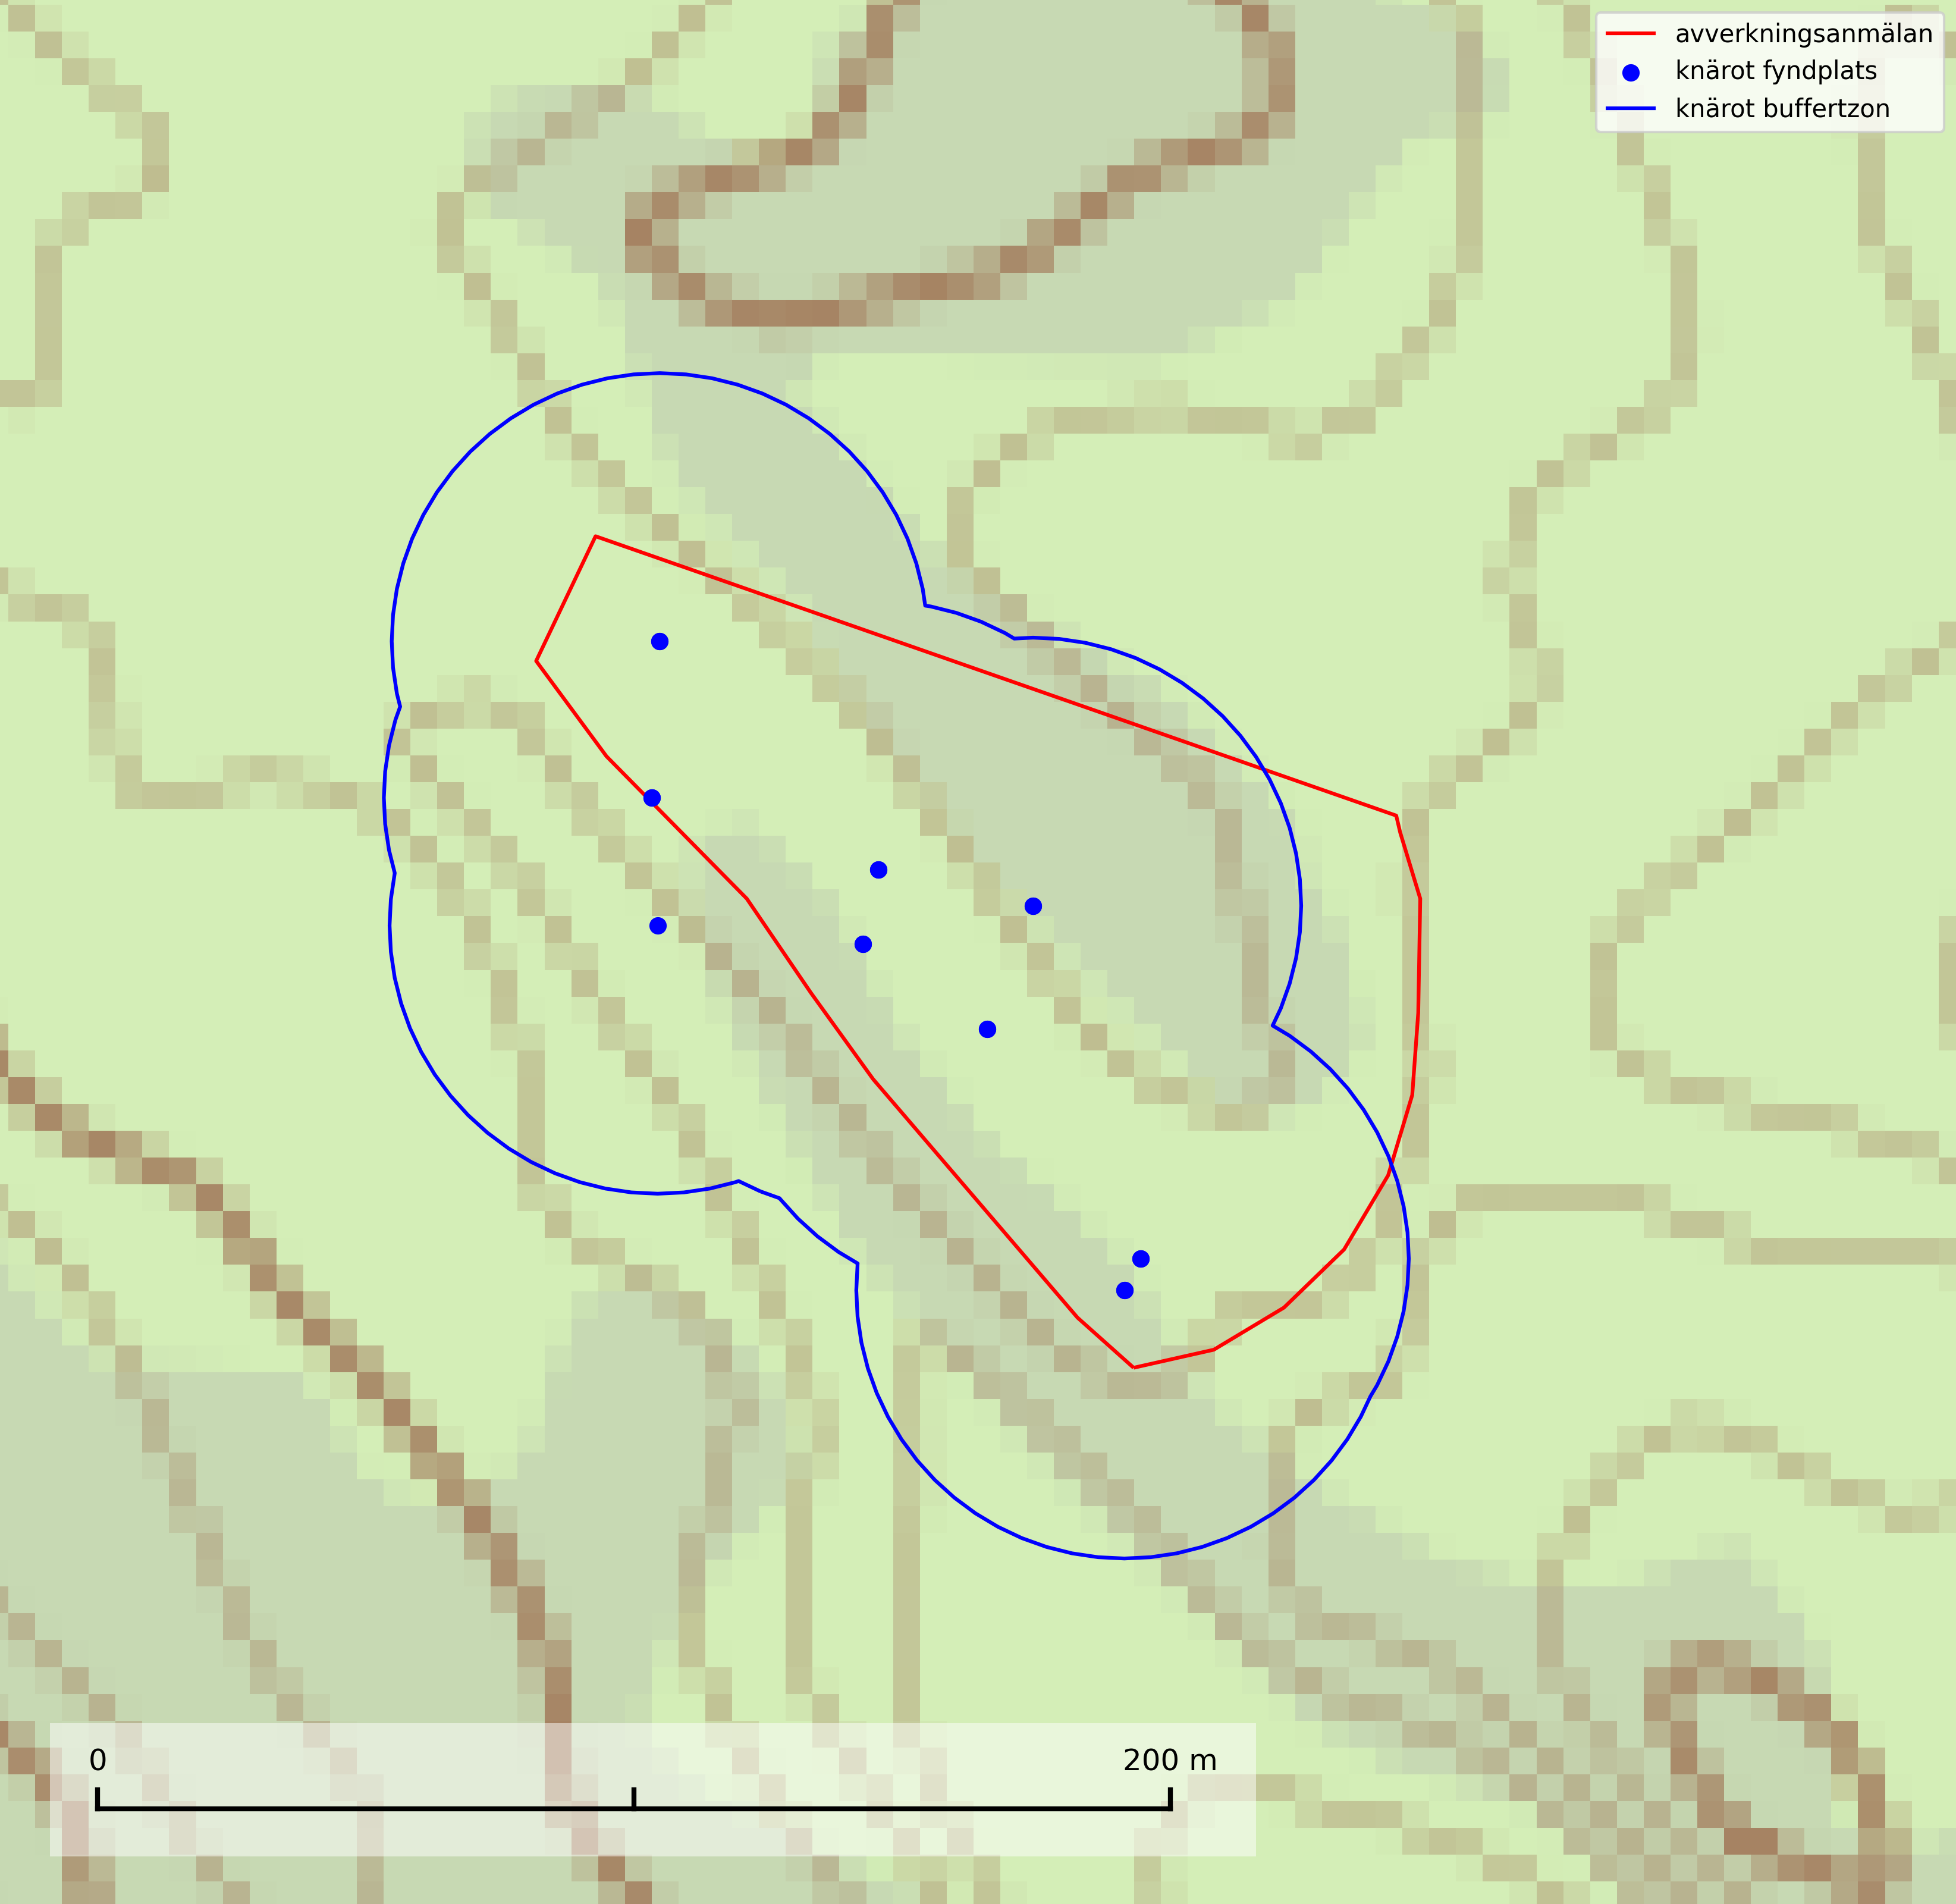 avverkningsanmälan
knärot fyndplats
knärot buffertzon
0 200 m